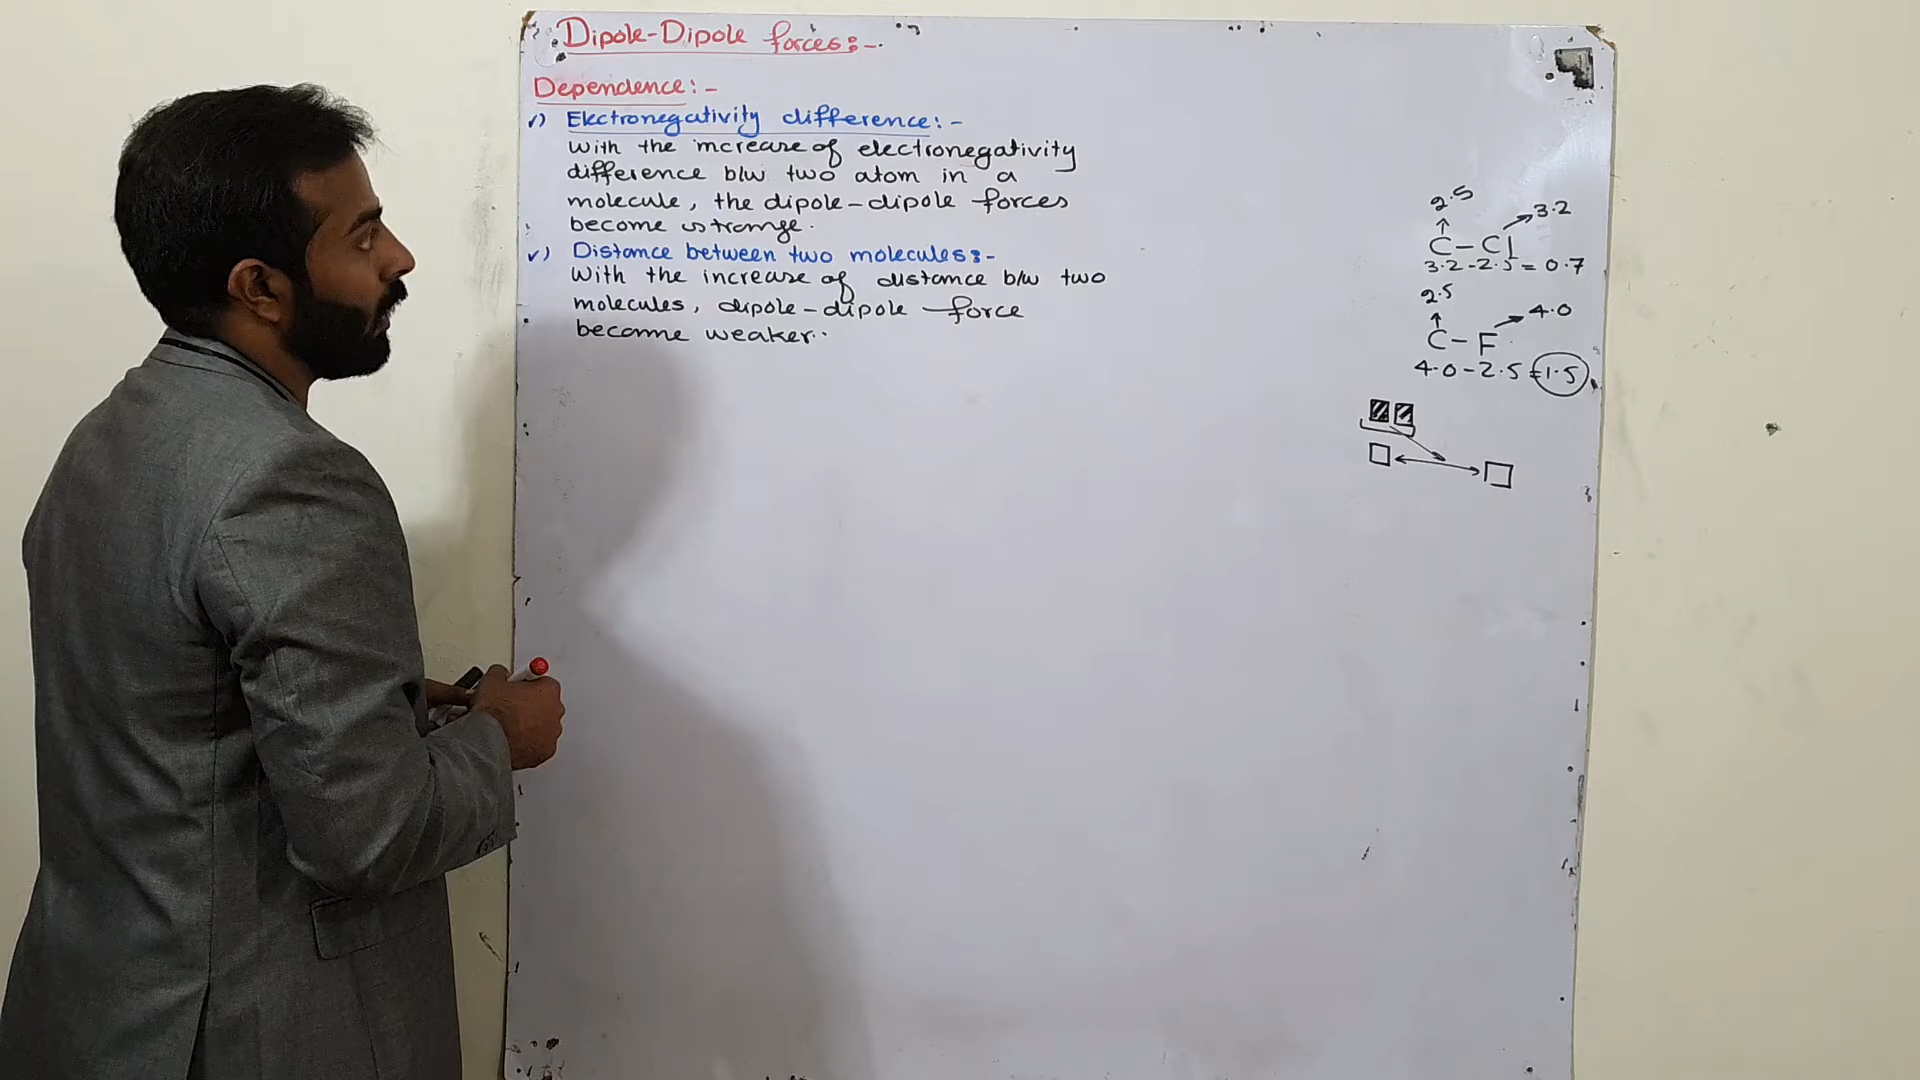 Dipole-Dipole forces:-
Dependence:-
Electronegativity difference:-
With the increase of electronegativity
difference b/w two atom in a
molecule, the dipole-dipole forces
become stronge.
Distance between two molecules:-
With the increase of distance b/w two
molecules, dipole-dipole force
become weaker.
2.5
3.2
C-Cl
3.2-2.5=0.7
2.5
4.0
C-F
4.0-2.5=1.5